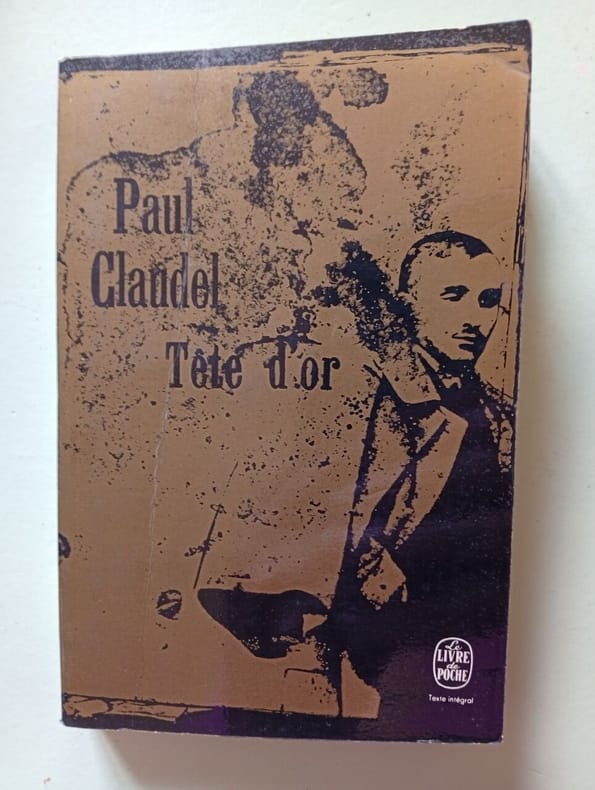 Paul
Claudel
Tête d'or
Le
LIVRE
de
POCHE
Texte intégral